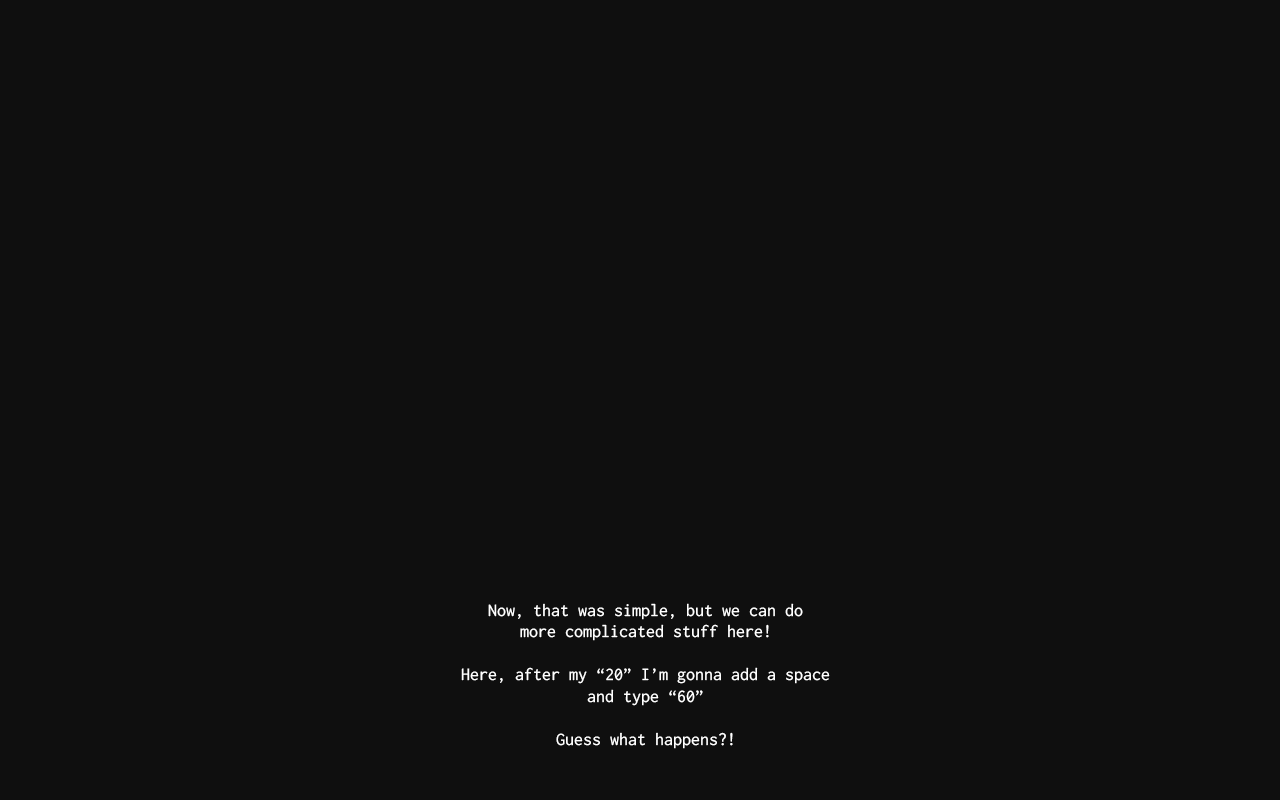 Now, that was simple, but we can do
more complicated stuff here!
Here, after my “20” I’m gonna add a space
and type “60”
Guess what happens?!